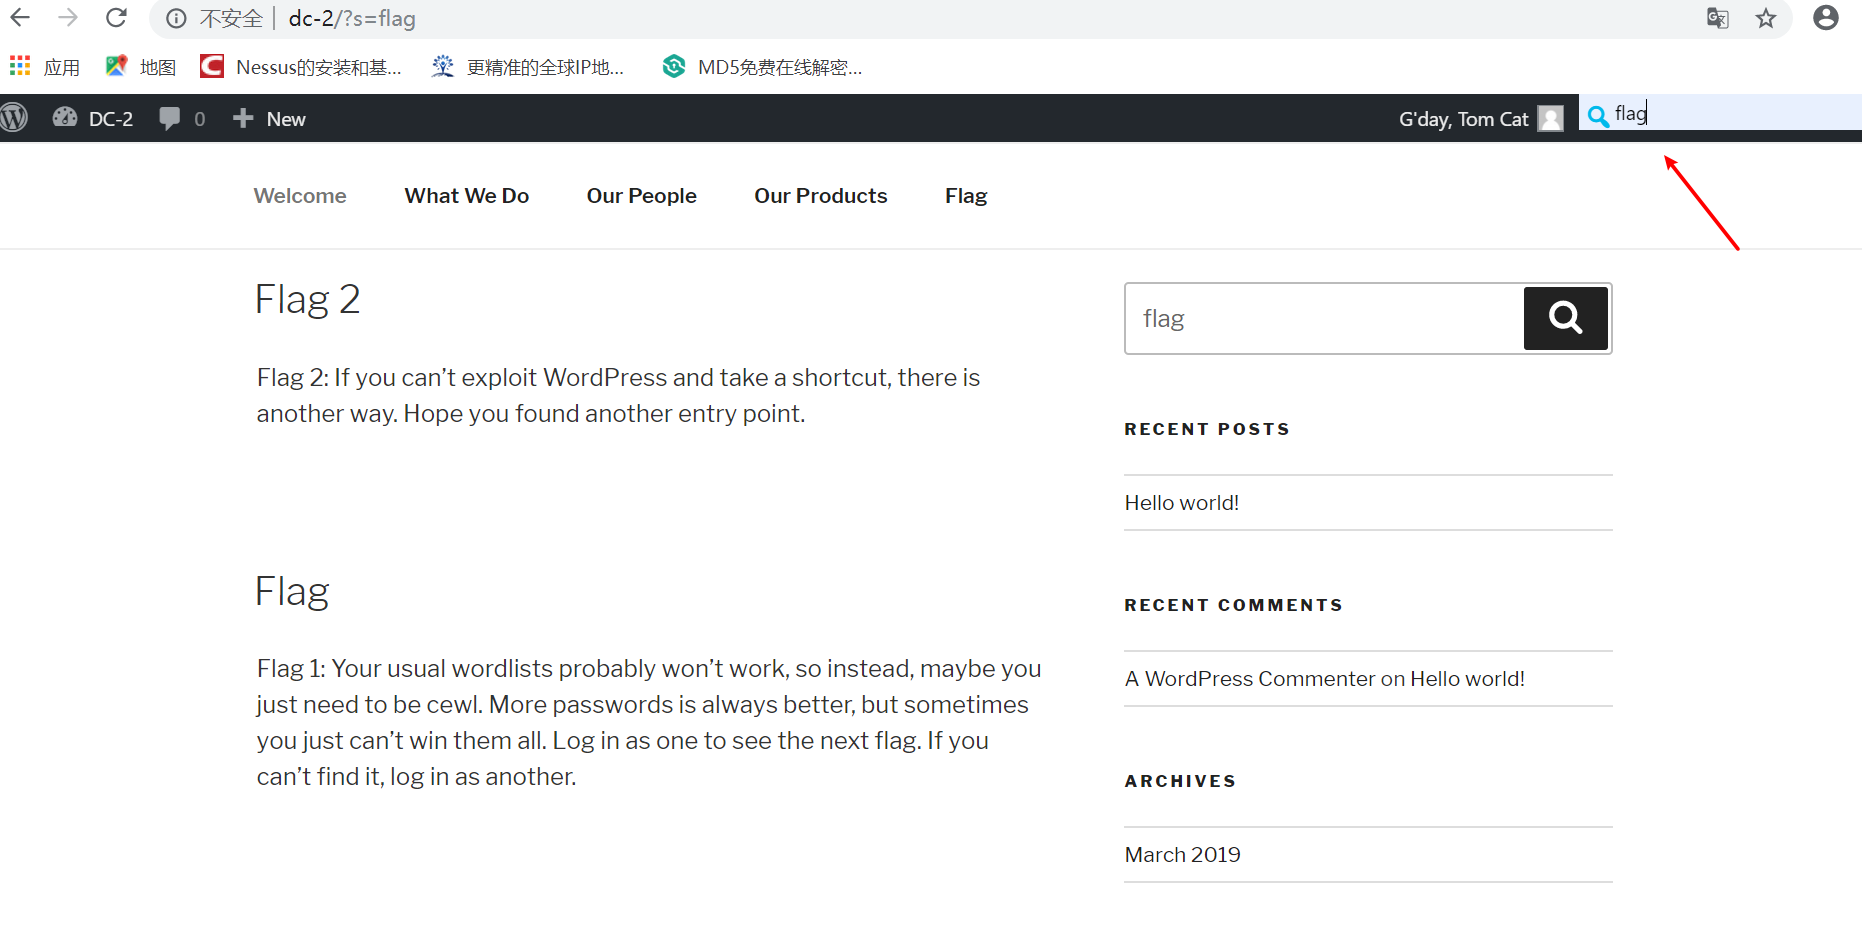 不安全 | dc-2/?s=flag
应用 地图 Nessus的安装和基... 更精准的全球IP地... MD5免费在线解密...
DC-2 0 New G'day, Tom Cat flag
Welcome What We Do Our People Our Products Flag
Flag 2
flag
Flag 2: If you can’t exploit WordPress and take a shortcut, there is
another way. Hope you found another entry point.
RECENT POSTS
Hello world!
Flag
RECENT COMMENTS
Flag 1: Your usual wordlists probably won’t work, so instead, maybe you
just need to be cewl. More passwords is always better, but sometimes
you just can’t win them all. Log in as one to see the next flag. If you
can’t find it, log in as another.
A WordPress Commenter on Hello world!
ARCHIVES
March 2019